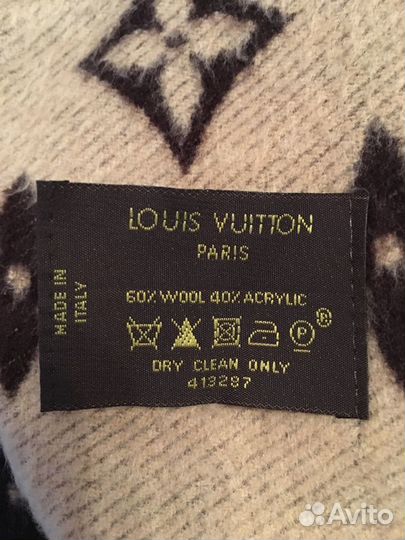 LOUIS VUITTON
PARIS
MADE IN
ITALY
60% WOOL 40% ACRYLIC
P
®
DRY CLEAN ONLY
413287
Avito